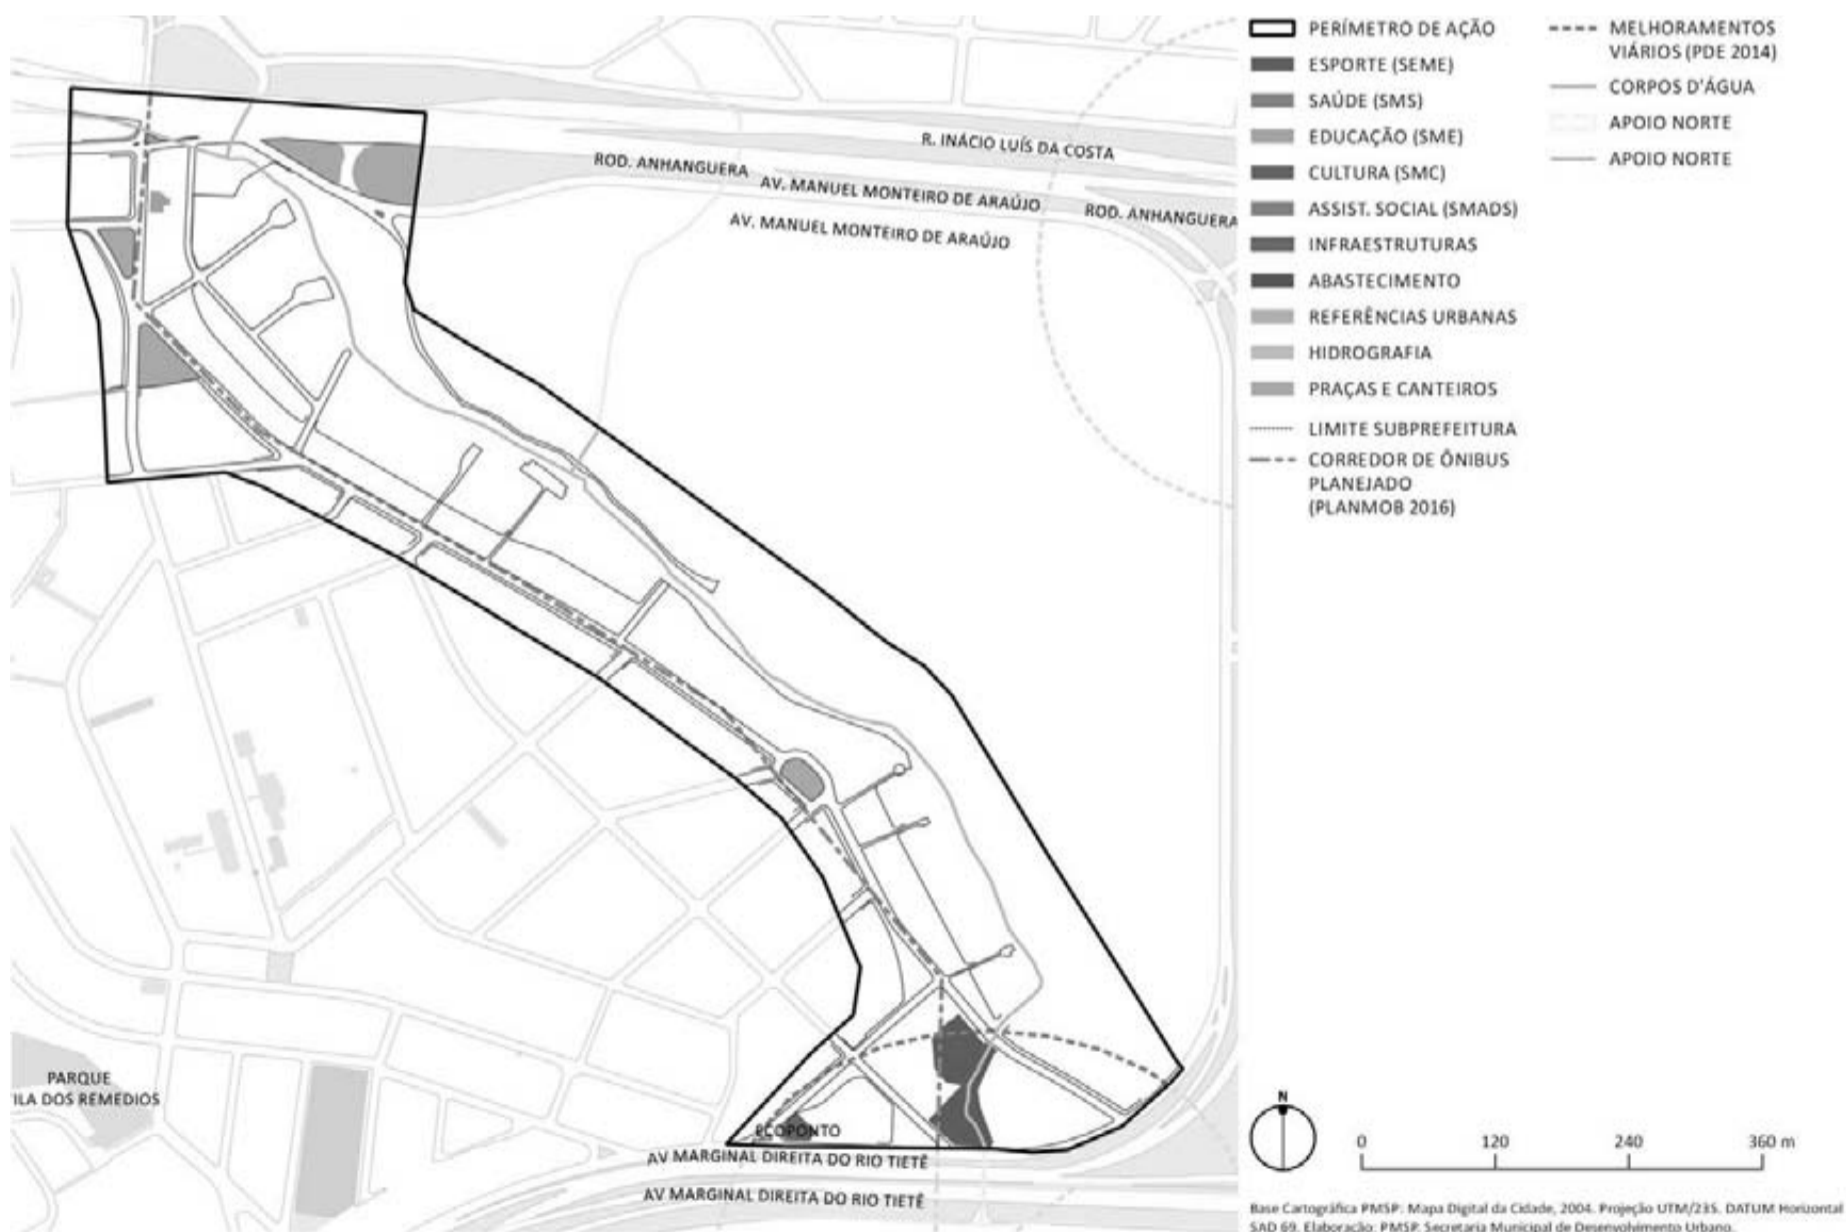 R. INÁCIO LUÍS DA COSTA
ROD. ANHANGUERA
AV. MANUEL MONTEIRO DE ARAÚJO
ROD. ANHANGUERA
AV. MANUEL MONTEIRO DE ARAÚJO
PARQUE
ILA DOS REMEDIOS
ECOPONTO
AV MARGINAL DIREITA DO RIO TIETÊ
AV MARGINAL DIREITA DO RIO TIETÊ
PERÍMETRO DE AÇÃO
ESPORTE (SEME)
SAÚDE (SMS)
EDUCAÇÃO (SME)
CULTURA (SMC)
ASSIST. SOCIAL (SMADS)
INFRAESTRUTURAS
ABASTECIMENTO
REFERÊNCIAS URBANAS
HIDROGRAFIA
PRAÇAS E CANTEIROS
LIMITE SUBPREFEITURA
CORREDOR DE ÔNIBUS
PLANEJADO
(PLANMOB 2016)
MELHORAMENTOS
VIÁRIOS (PDE 2014)
CORPOS D'ÁGUA
APOIO NORTE
APOIO NORTE
N
0 120 240 360 m
Base Cartográfica PMSP: Mapa Digital da Cidade, 2004. Projeção UTM/23S. DATUM Horizontal
SAD 69. Elaboração: PMSP. Secretaria Municipal de Desenvolvimento Urbano.